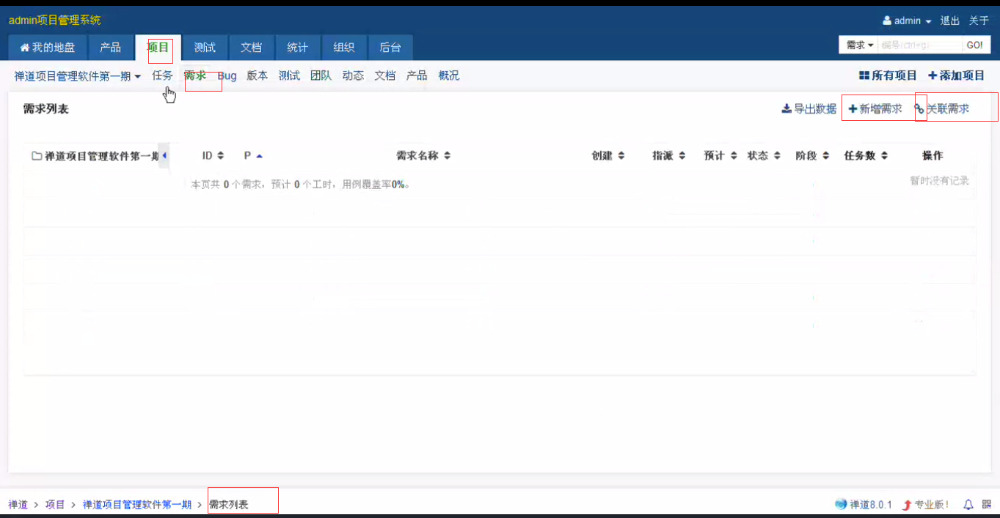 admin项目管理系统 admin 退出 关于
我的地盘 产品 项目 测试 文档 统计 组织 后台 需求 编号(ctrl+g) GO!
禅道项目管理软件第一期 任务 需求 Bug 版本 测试 团队 动态 文档 产品 概况 所有项目 添加项目
需求列表 导出数据 新增需求 关联需求
禅道项目管理软件第一期 ID P 需求名称 创建 指派 预计 状态 阶段 任务数 操作
本页共 0 个需求，预计 0 个工时，用例覆盖率0%。 暂时没有记录
禅道 > 项目 > 禅道项目管理软件第一期 > 需求列表 禅道8.0.1 专业版!